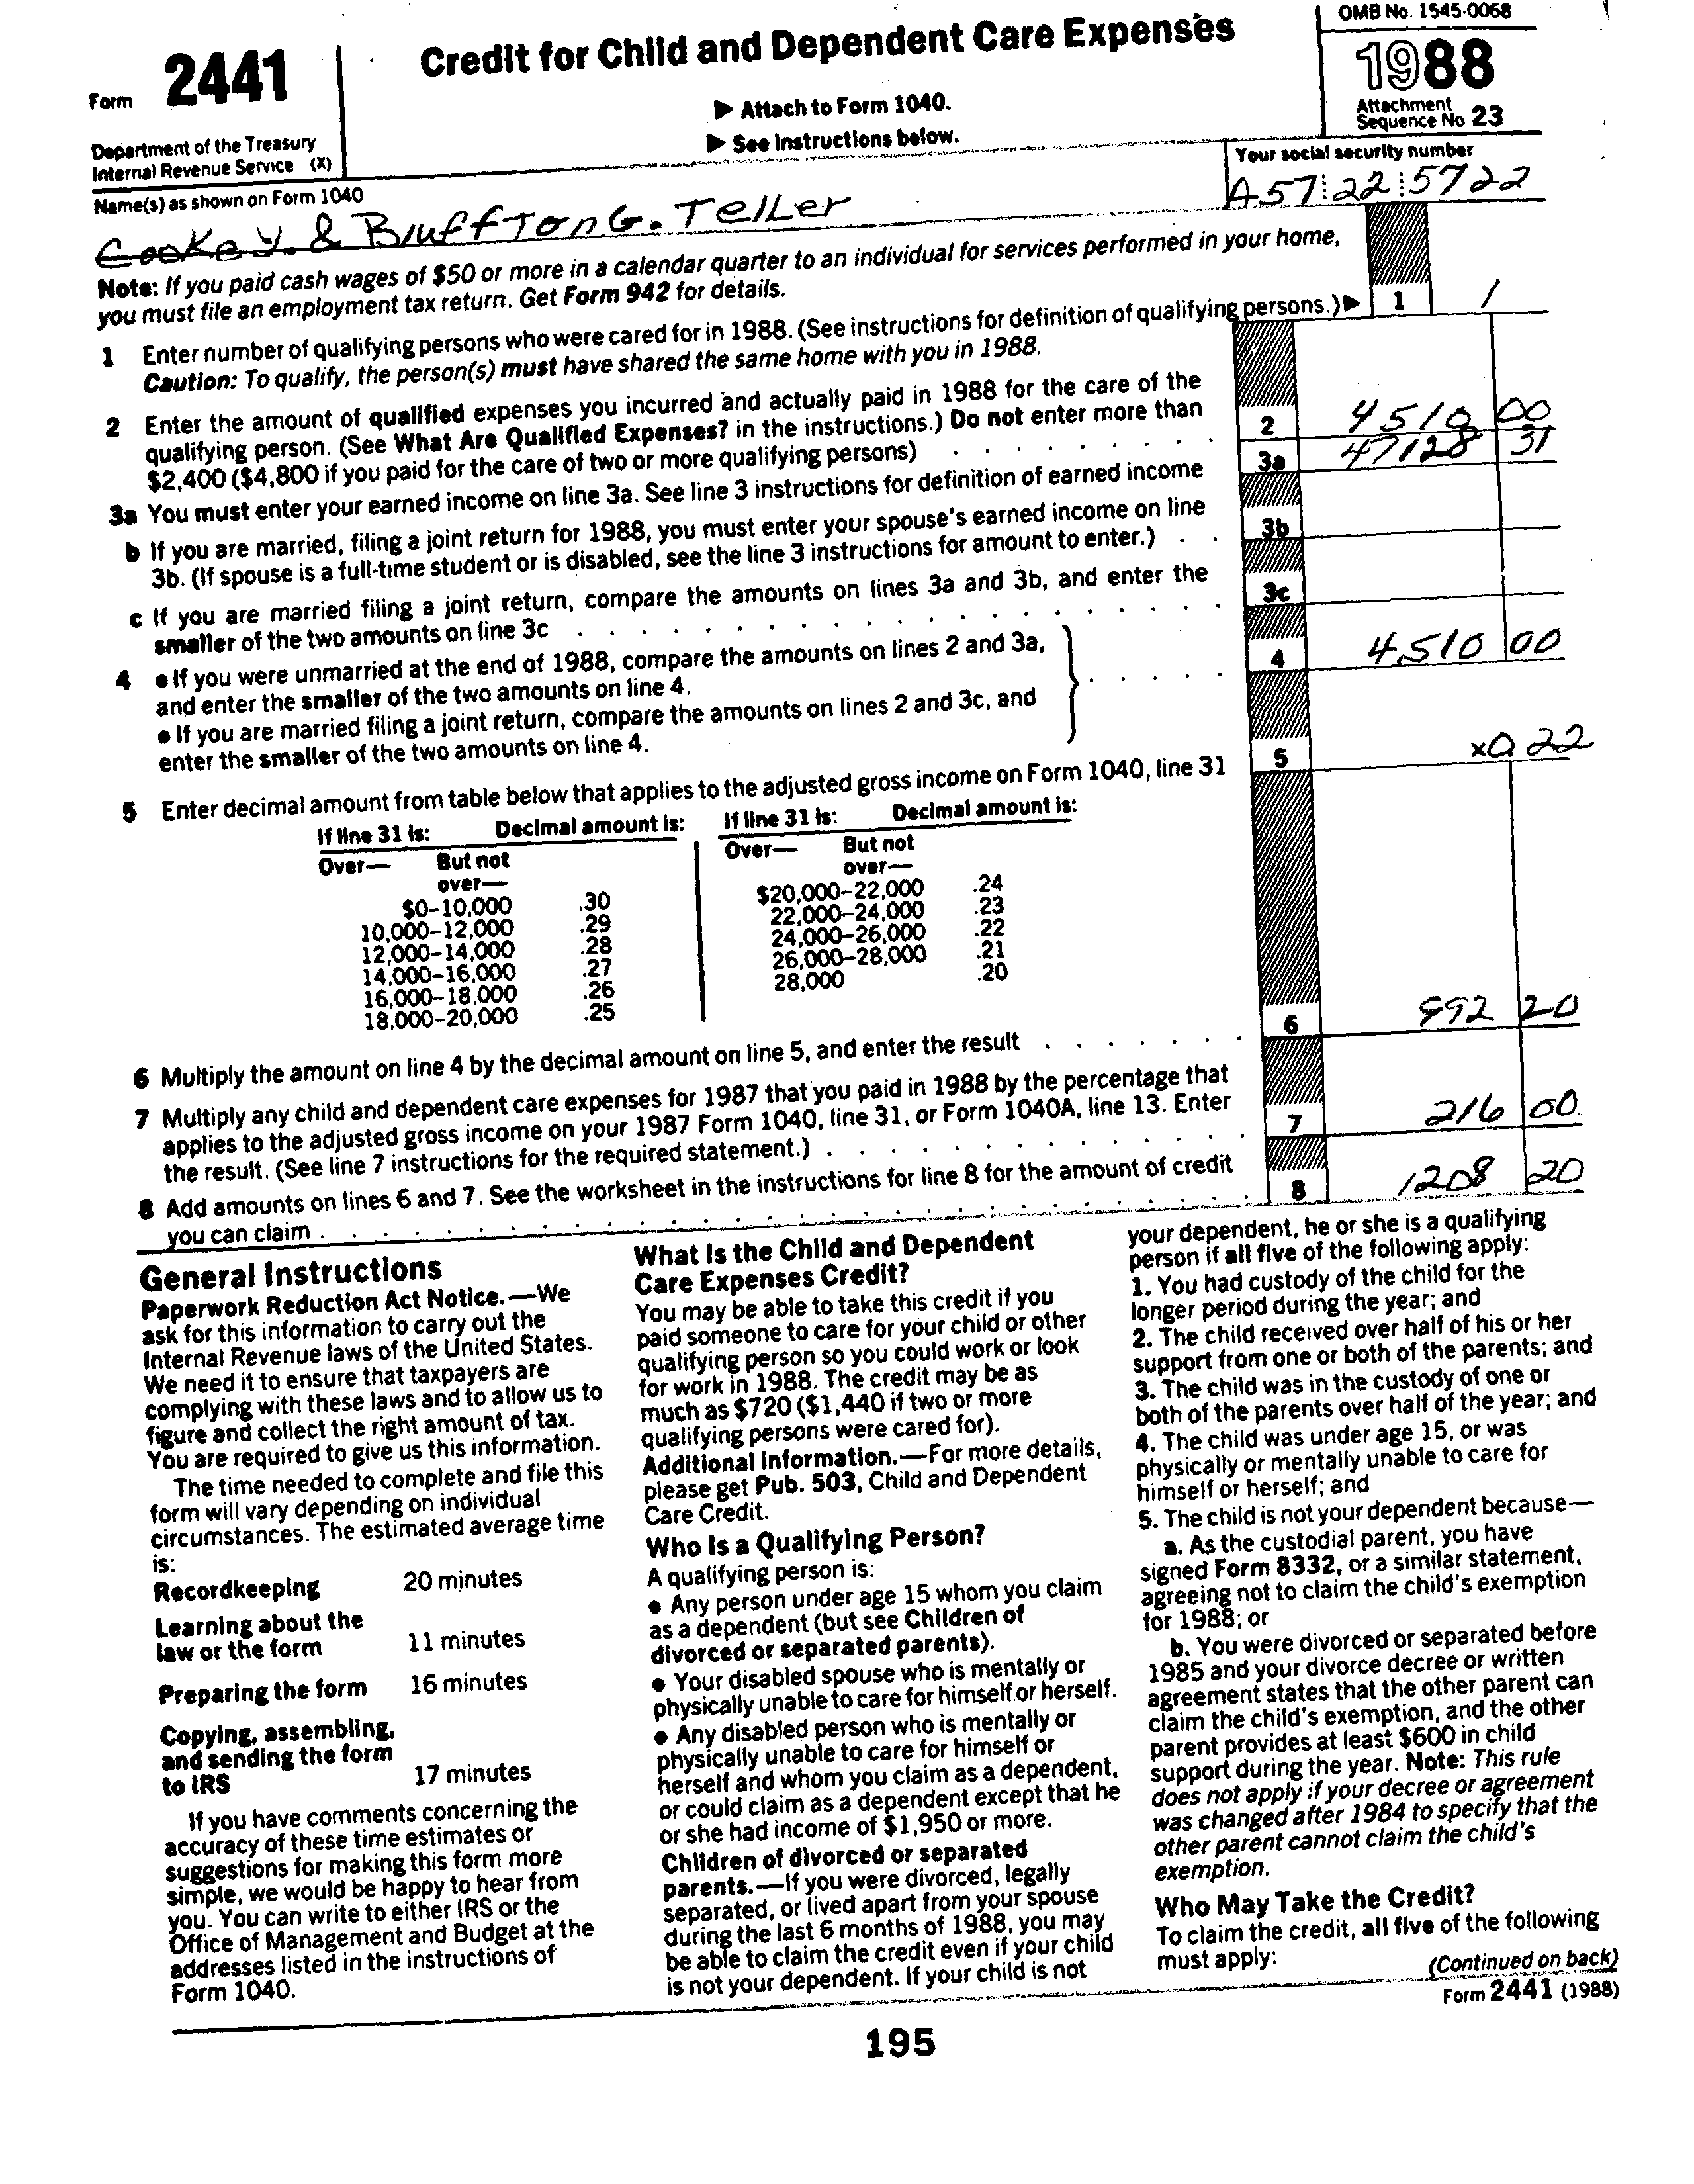 Form 2441
Department of the Treasury
Internal Revenue Service (X)
Credit for Child and Dependent Care Expenses
▶ Attach to Form 1040.
▶ See Instructions below.
OMB No. 1545-0068
1988
Attachment
Sequence No 23
Name(s) as shown on Form 1040
CooKey. & BluffTon G. Teller
Your social security number
A57 22 5722
Note: If you paid cash wages of $50 or more in a calendar quarter to an individual for services performed in your home,
you must file an employment tax return. Get Form 942 for details.
1 Enter number of qualifying persons who were cared for in 1988. (See instructions for definition of qualifying persons.) ▶ 1 1
Caution: To qualify, the person(s) must have shared the same home with you in 1988.
2 Enter the amount of qualified expenses you incurred and actually paid in 1988 for the care of the
qualifying person. (See What Are Qualified Expenses? in the instructions.) Do not enter more than
$2,400 ($4,800 if you paid for the care of two or more qualifying persons) . . . . . . . 2 4510 00
3a You must enter your earned income on line 3a. See line 3 instructions for definition of earned income 3a 47128 31
b If you are married, filing a joint return for 1988, you must enter your spouse's earned income on line
3b. (If spouse is a full-time student or is disabled, see the line 3 instructions for amount to enter.) . . 3b
c If you are married filing a joint return, compare the amounts on lines 3a and 3b, and enter the
smaller of the two amounts on line 3c . . . . . . . . . . . . . . . . . 3c
4 ● If you were unmarried at the end of 1988, compare the amounts on lines 2 and 3a,
and enter the smaller of the two amounts on line 4.
● If you are married filing a joint return, compare the amounts on lines 2 and 3c, and
enter the smaller of the two amounts on line 4. . . . . . 4 4,510 00
5 Enter decimal amount from table below that applies to the adjusted gross income on Form 1040, line 31 5 x0 22
If line 31 is: Decimal amount is: If line 31 is: Decimal amount is:
Over— But not over— Over— But not over—
$0–10,000 .30 $20,000–22,000 .24
10,000–12,000 .29 22,000–24,000 .23
12,000–14,000 .28 24,000–26,000 .22
14,000–16,000 .27 26,000–28,000 .21
16,000–18,000 .26 28,000 .20
18,000–20,000 .25
6 Multiply the amount on line 4 by the decimal amount on line 5, and enter the result . . . . . . . 6 992 20
7 Multiply any child and dependent care expenses for 1987 that you paid in 1988 by the percentage that
applies to the adjusted gross income on your 1987 Form 1040, line 31, or Form 1040A, line 13. Enter
the result. (See line 7 instructions for the required statement.) . . . . . . . . . . . 7 216 00
8 Add amounts on lines 6 and 7. See the worksheet in the instructions for line 8 for the amount of credit
you can claim . . . . . . . . . . . . . . . . . . . . . . 8 1208 20
General Instructions
Paperwork Reduction Act Notice.—We
ask for this information to carry out the
Internal Revenue laws of the United States.
We need it to ensure that taxpayers are
complying with these laws and to allow us to
figure and collect the right amount of tax.
You are required to give us this information.
The time needed to complete and file this
form will vary depending on individual
circumstances. The estimated average time
is:
Recordkeeping 20 minutes
Learning about the
law or the form 11 minutes
Preparing the form 16 minutes
Copying, assembling,
and sending the form
to IRS 17 minutes
If you have comments concerning the
accuracy of these time estimates or
suggestions for making this form more
simple, we would be happy to hear from
you. You can write to either IRS or the
Office of Management and Budget at the
addresses listed in the instructions of
Form 1040.
What Is the Child and Dependent
Care Expenses Credit?
You may be able to take this credit if you
paid someone to care for your child or other
qualifying person so you could work or look
for work in 1988. The credit may be as
much as $720 ($1,440 if two or more
qualifying persons were cared for).
Additional Information.—For more details,
please get Pub. 503, Child and Dependent
Care Credit.
Who Is a Qualifying Person?
A qualifying person is:
● Any person under age 15 whom you claim
as a dependent (but see Children of
divorced or separated parents).
● Your disabled spouse who is mentally or
physically unable to care for himself or herself.
● Any disabled person who is mentally or
physically unable to care for himself or
herself and whom you claim as a dependent,
or could claim as a dependent except that he
or she had income of $1,950 or more.
Children of divorced or separated
parents.—If you were divorced, legally
separated, or lived apart from your spouse
during the last 6 months of 1988, you may
be able to claim the credit even if your child
is not your dependent. If your child is not
your dependent, he or she is a qualifying
person if all five of the following apply:
1. You had custody of the child for the
longer period during the year; and
2. The child received over half of his or her
support from one or both of the parents; and
3. The child was in the custody of one or
both of the parents over half of the year; and
4. The child was under age 15, or was
physically or mentally unable to care for
himself or herself; and
5. The child is not your dependent because—
a. As the custodial parent, you have
signed Form 8332, or a similar statement,
agreeing not to claim the child's exemption
for 1988; or
b. You were divorced or separated before
1985 and your divorce decree or written
agreement states that the other parent can
claim the child's exemption, and the other
parent provides at least $600 in child
support during the year. Note: This rule
does not apply if your decree or agreement
was changed after 1984 to specify that the
other parent cannot claim the child's
exemption.
Who May Take the Credit?
To claim the credit, all five of the following
must apply:
(Continued on back)
Form 2441 (1988)
195